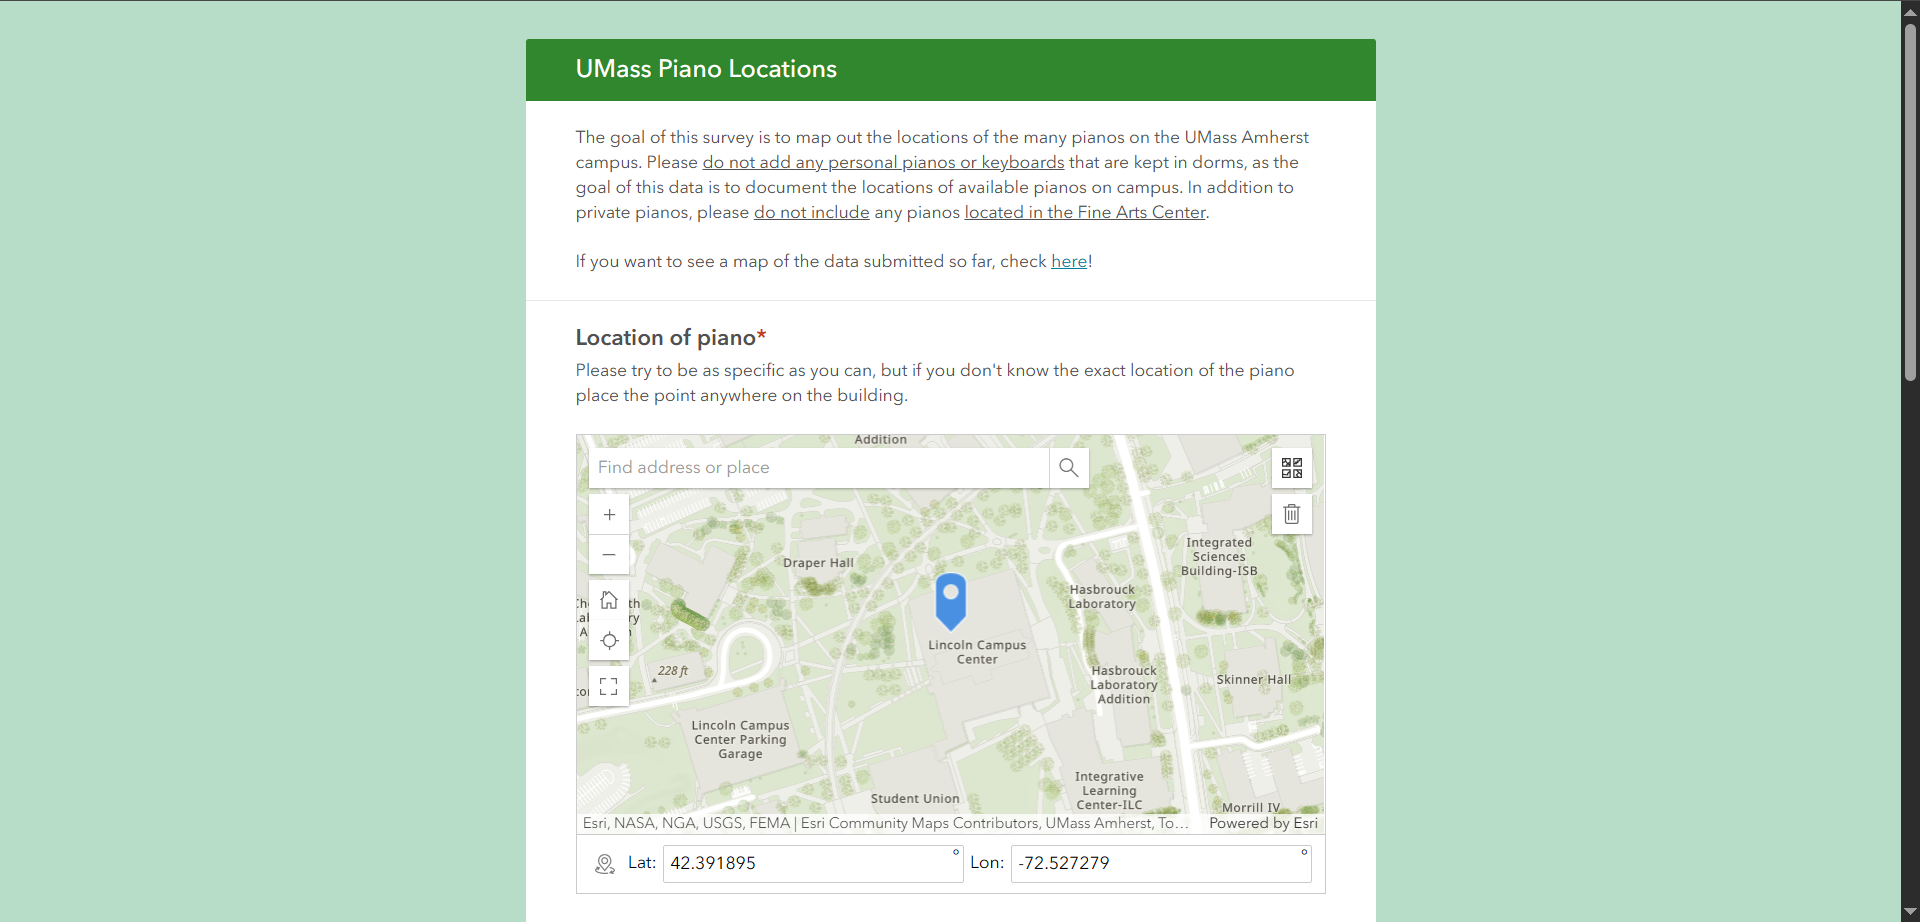 UMass Piano Locations
The goal of this survey is to map out the locations of the many pianos on the UMass Amherst
campus. Please do not add any personal pianos or keyboards that are kept in dorms, as the
goal of this data is to document the locations of available pianos on campus. In addition to
private pianos, please do not include any pianos located in the Fine Arts Center.
If you want to see a map of the data submitted so far, check here!
Location of piano*
Please try to be as specific as you can, but if you don't know the exact location of the piano
place the point anywhere on the building.
Addition
Find address or place
Integrated
Sciences
Building-ISB
Draper Hall
Hasbrouck
Laboratory
Lincoln Campus
Center
228 ft
Hasbrouck
Laboratory
Addition
Skinner Hall
Lincoln Campus
Center Parking
Garage
Student Union
Integrative
Learning
Center-ILC
Morrill IV
Esri, NASA, NGA, USGS, FEMA | Esri Community Maps Contributors, UMass Amherst, To...
Powered by Esri
Lat: 42.391895 ° Lon: -72.527279 °